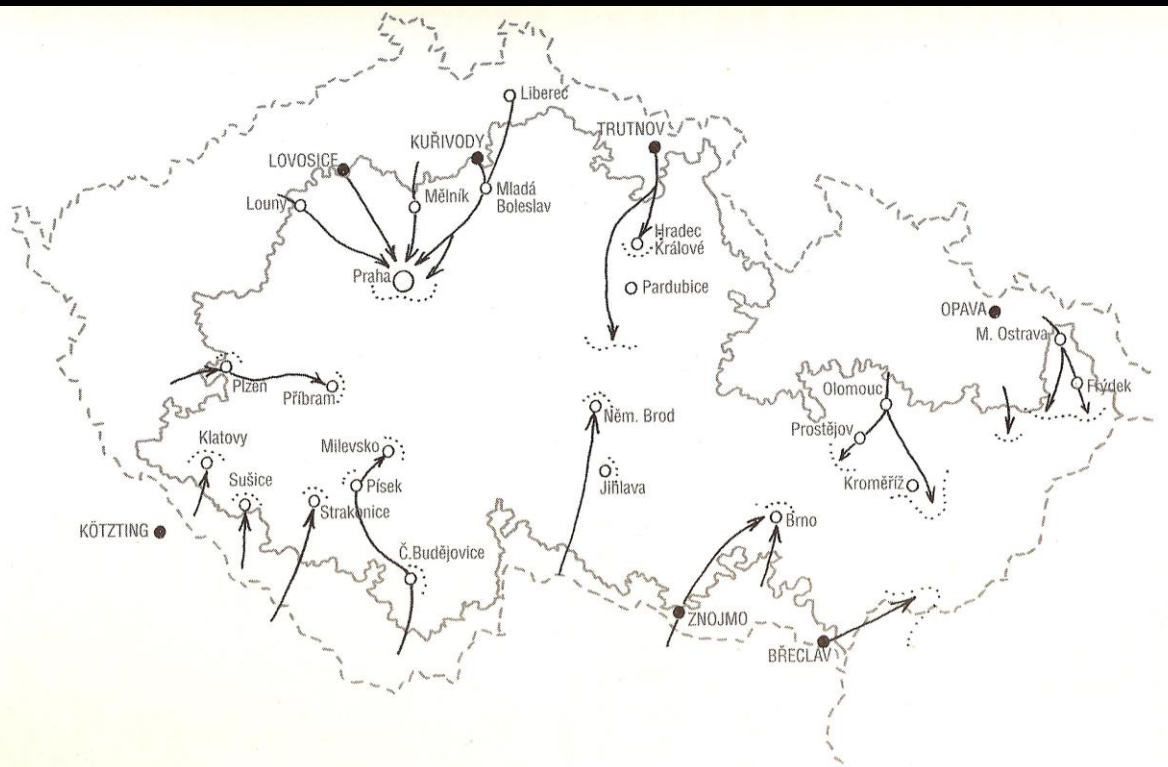 Liberec
TRUTNOV
KUŘIVODY
LOVOSICE
Mladá
Boleslav
Mělník
Louny
Hradec
Králové
Praha
Pardubice
OPAVA
M. Ostrava
Plzeň
Příbram
Olomouc
Frýdek
Něm. Brod
Prostějov
Klatovy
Milevsko
Sušice
Písek
Jihlava
Kroměříž
Strakonice
Brno
KÖTZTING
Č.Budějovice
ZNOJMO
BŘECLAV